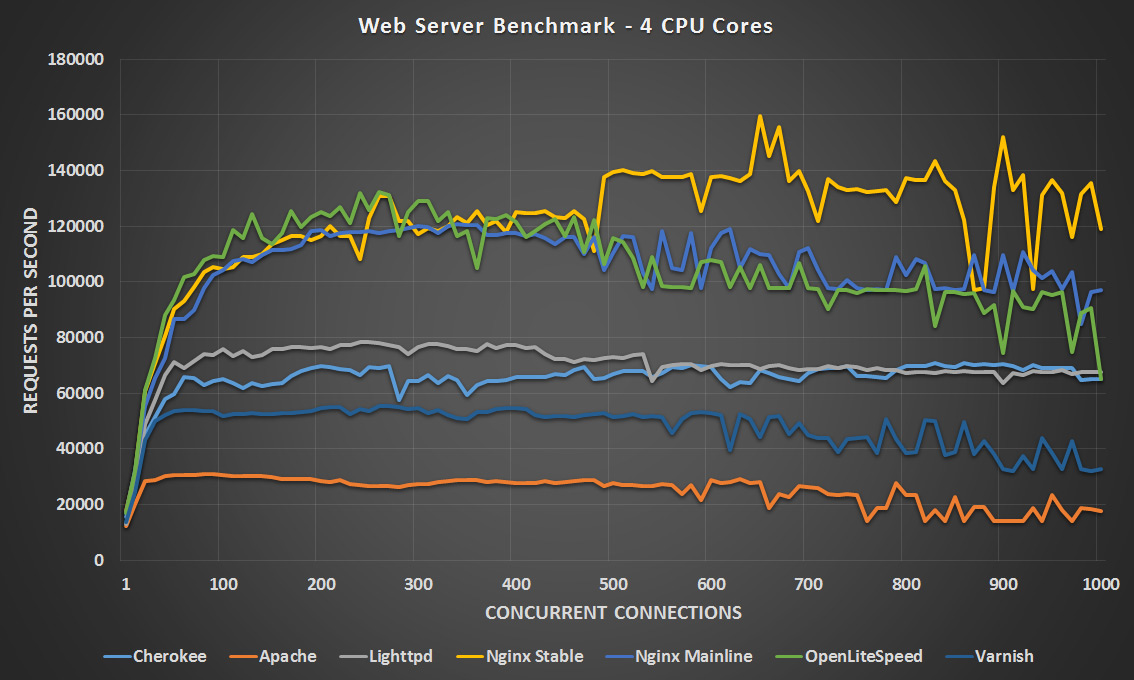 Web Server Benchmark - 4 CPU Cores
REQUESTS PER SECOND
180000
160000
140000
120000
100000
80000
60000
40000
20000
0
1 100 200 300 400 500 600 700 800 900 1000
CONCURRENT CONNECTIONS
Cherokee Apache Lighttpd Nginx Stable Nginx Mainline OpenLiteSpeed Varnish